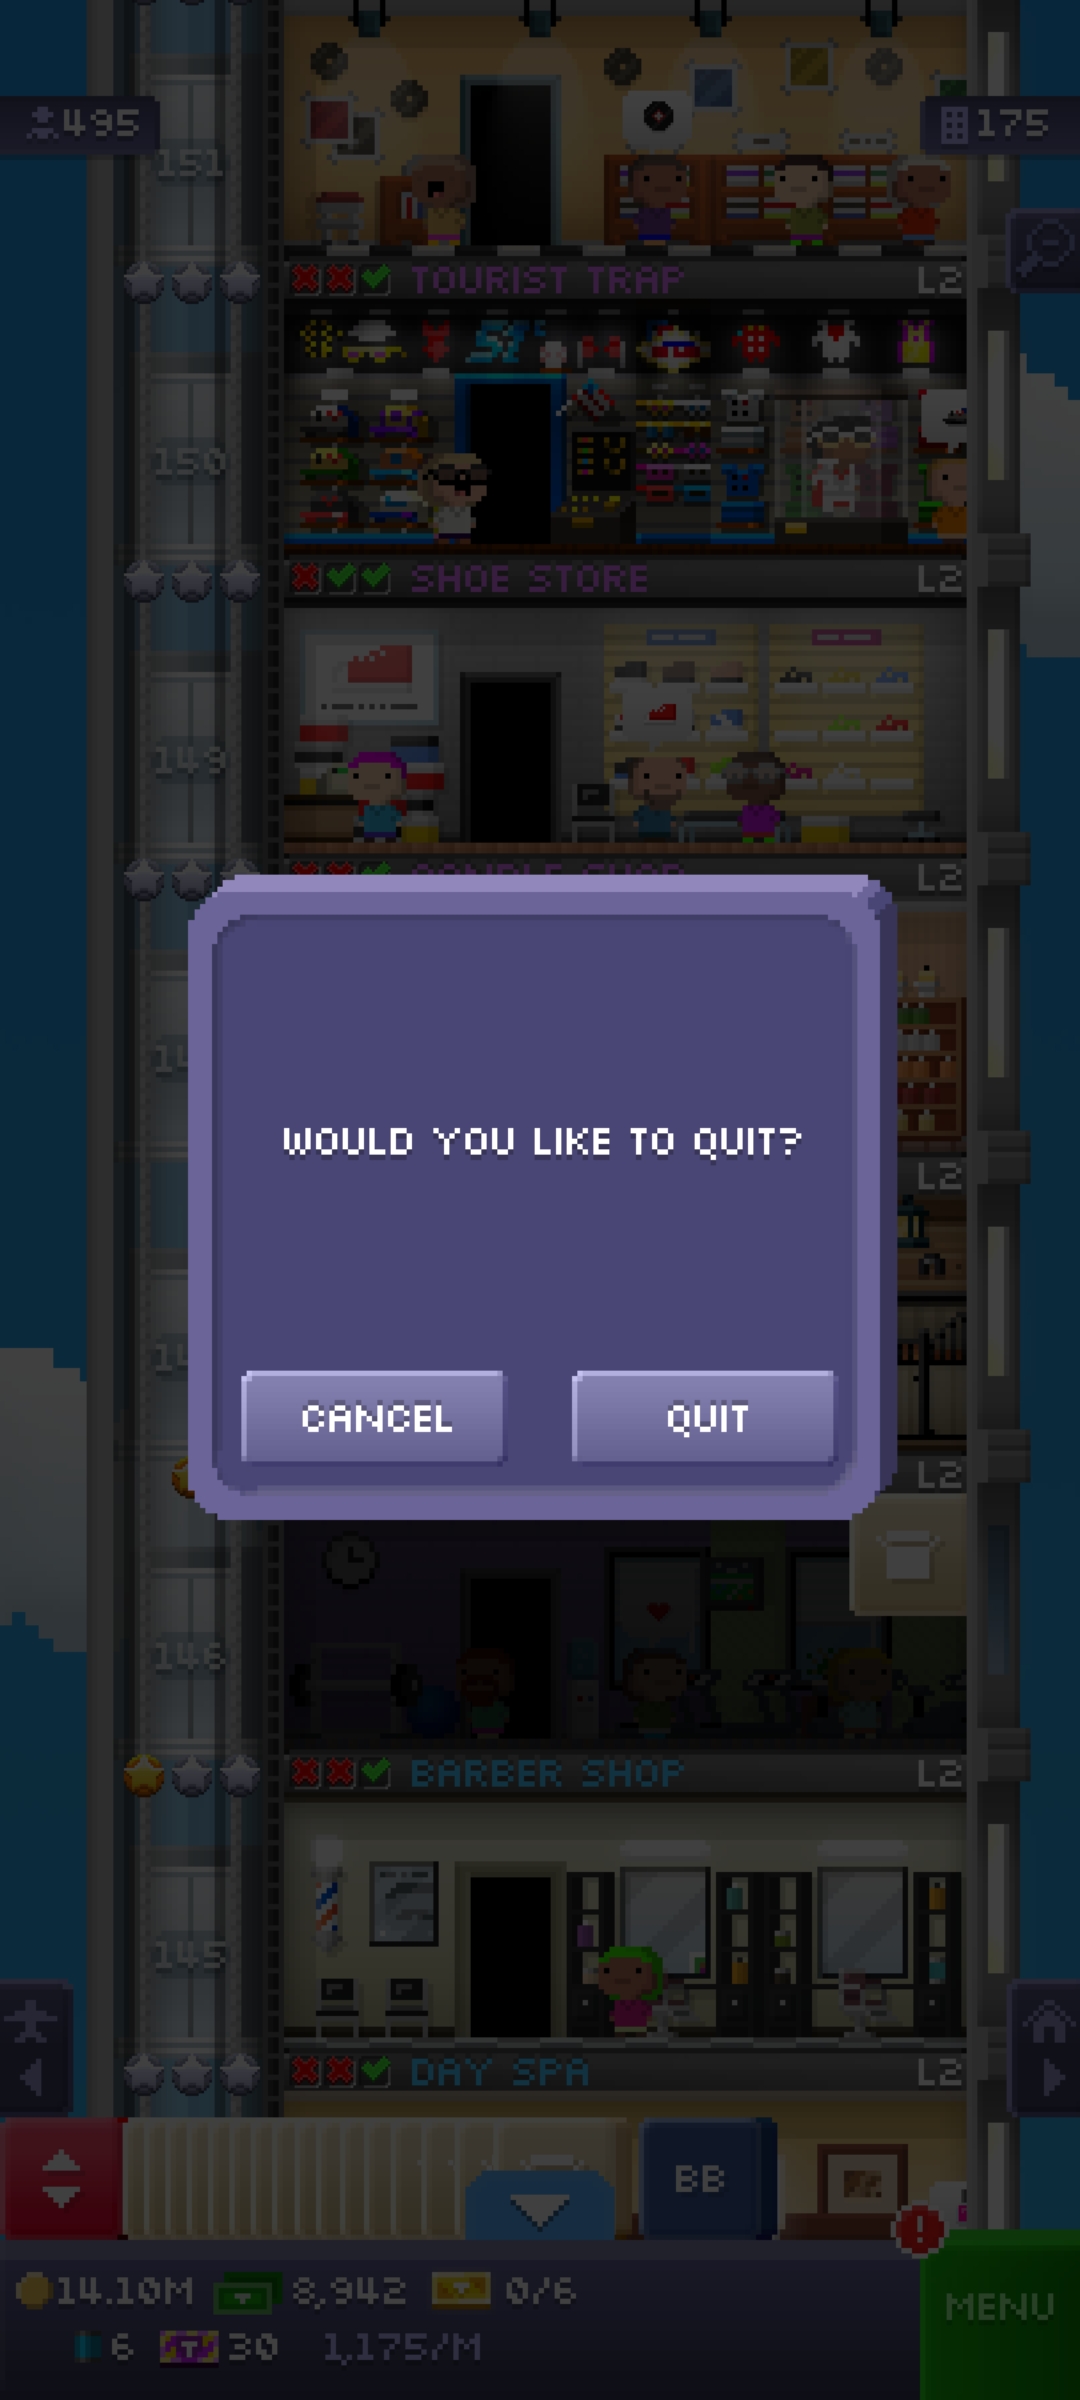 495
175
151
TOURIST TRAP L2
150
SHOE STORE L2
149
CANDLE SHOP L2
WOULD YOU LIKE TO QUIT?
L2
CANCEL QUIT
L2
146
BARBER SHOP L2
145
DAY SPA L2
BB
14.10M 8,942 0/6
MENU
6 30 1,175/M